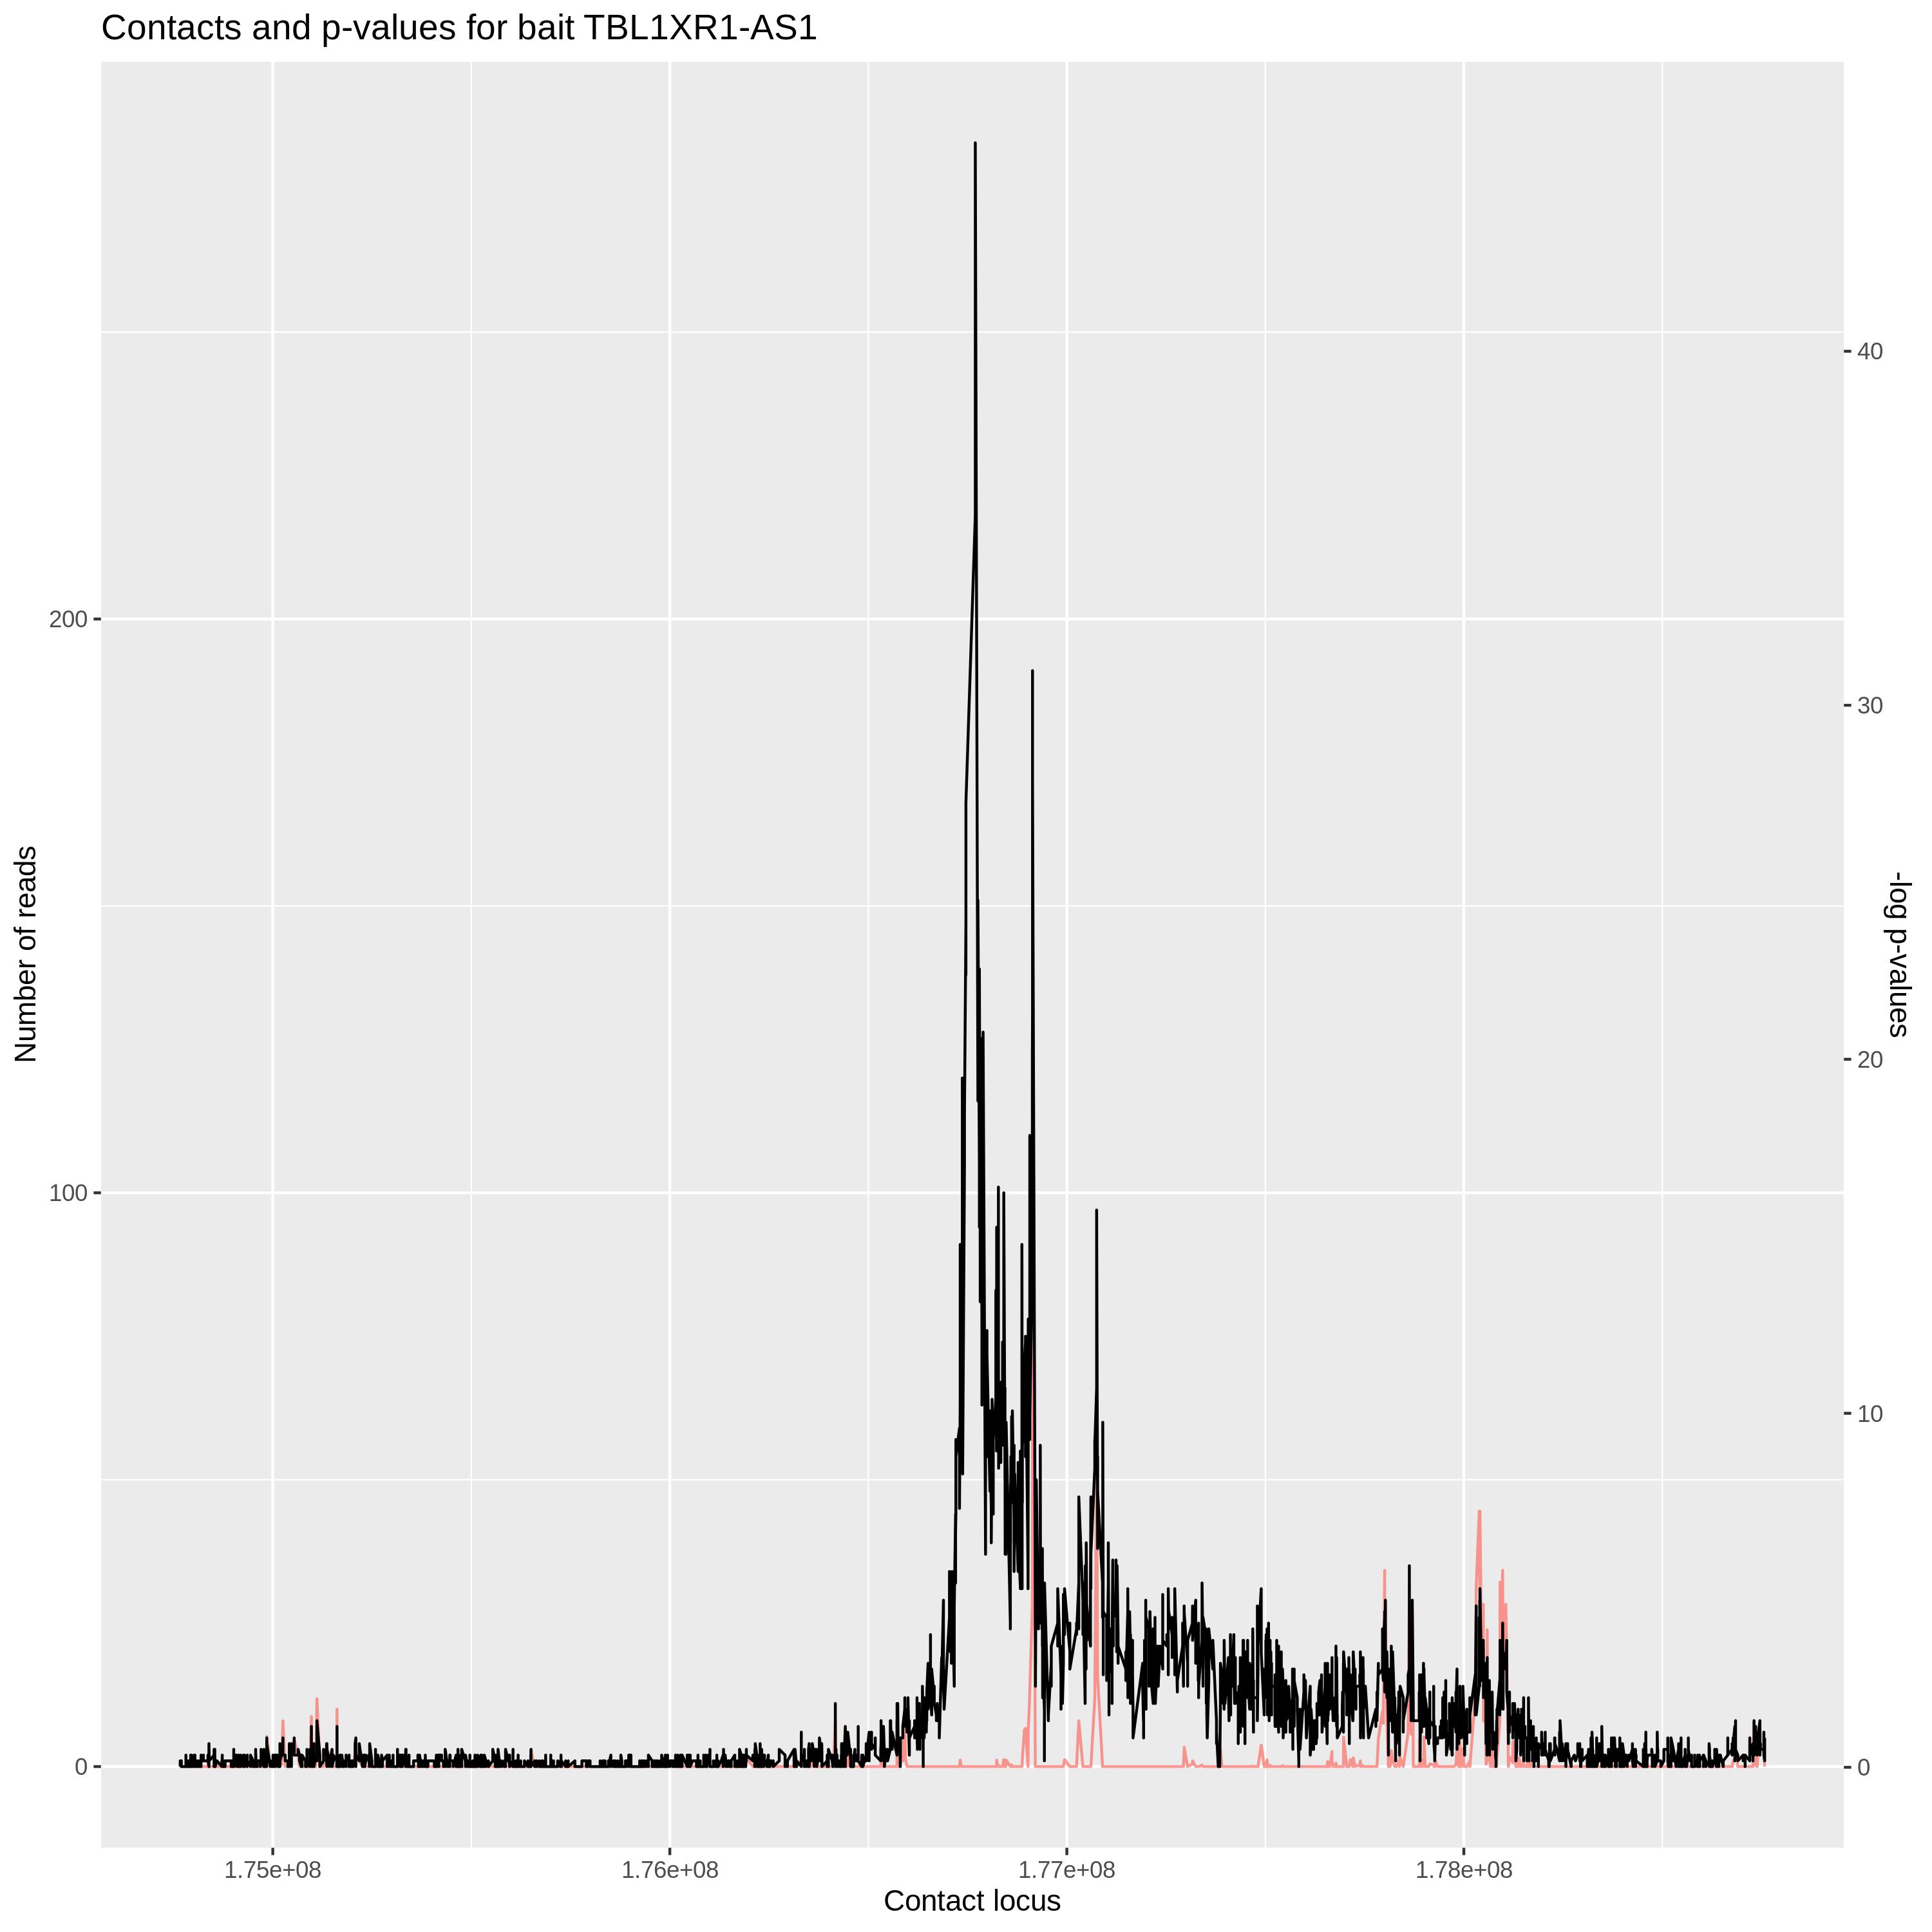 Contacts and p-values for bait TBL1XR1-AS1
Number of reads
200
100
0
40
30
20
10
0
-log p-values
1.75e+08
1.76e+08
1.77e+08
1.78e+08
Contact locus